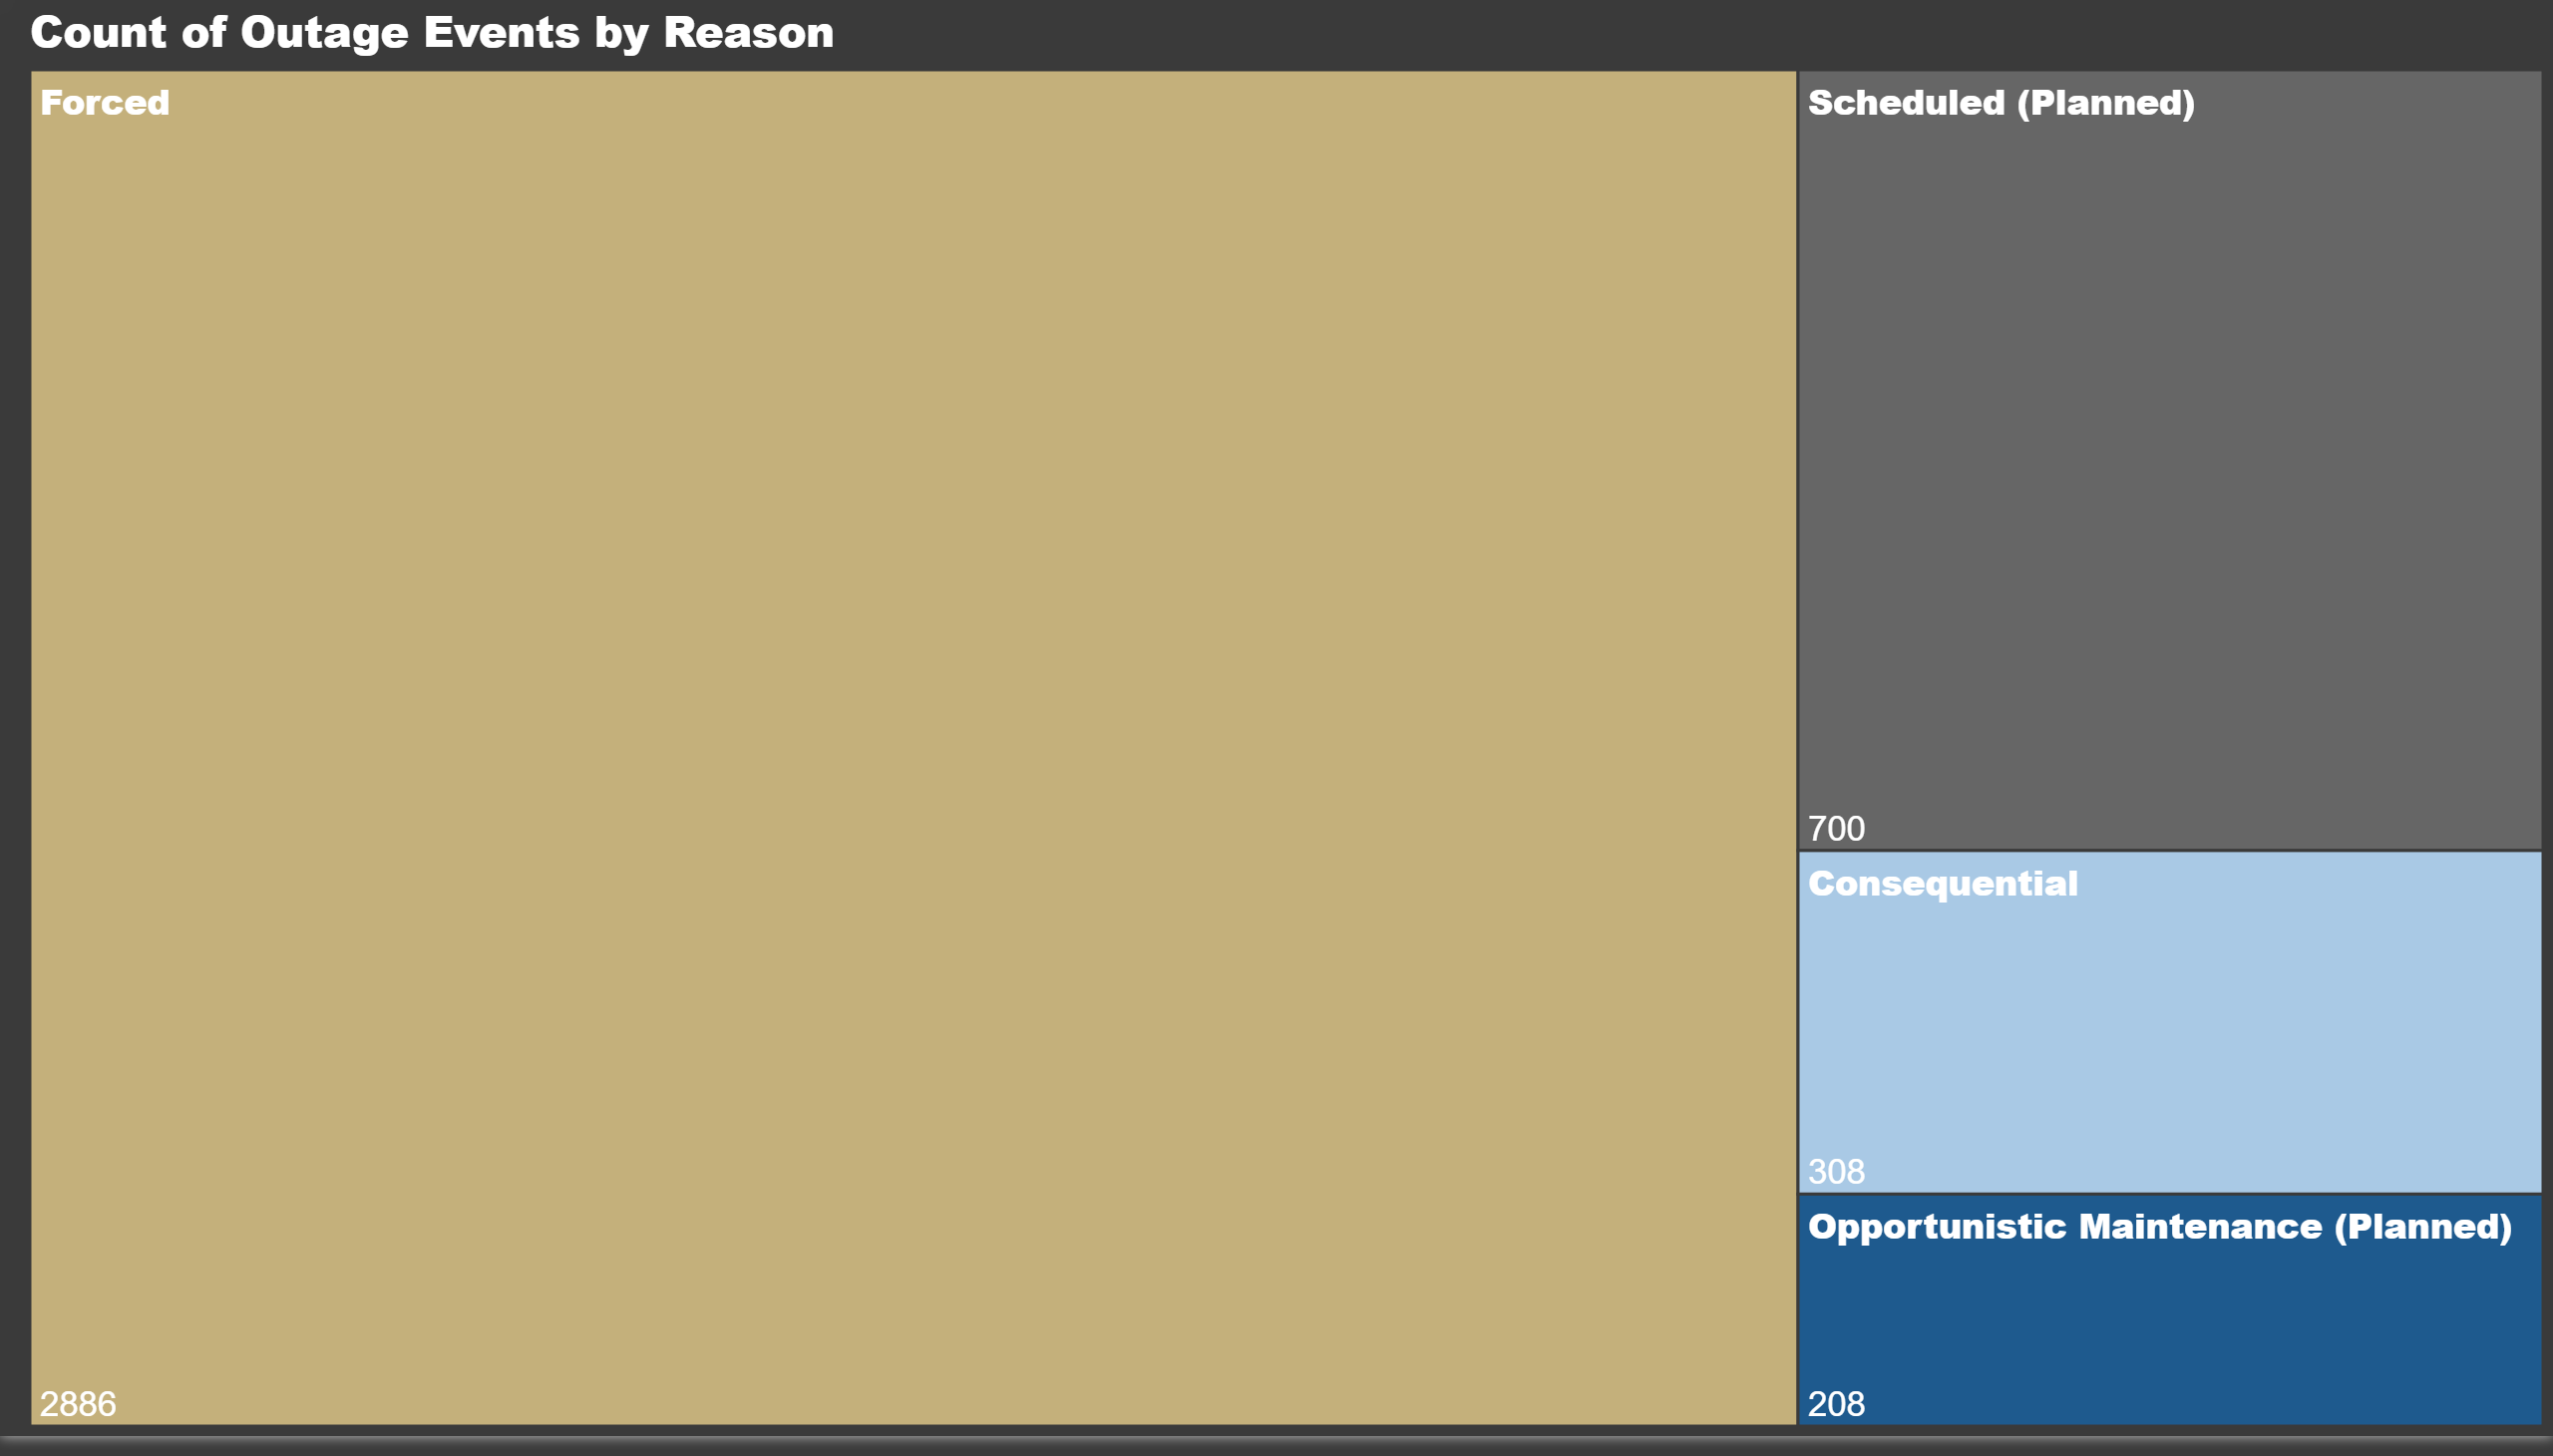 Count of Outage Events by Reason
Forced
2886
Scheduled (Planned)
700
Consequential
308
Opportunistic Maintenance (Planned)
208